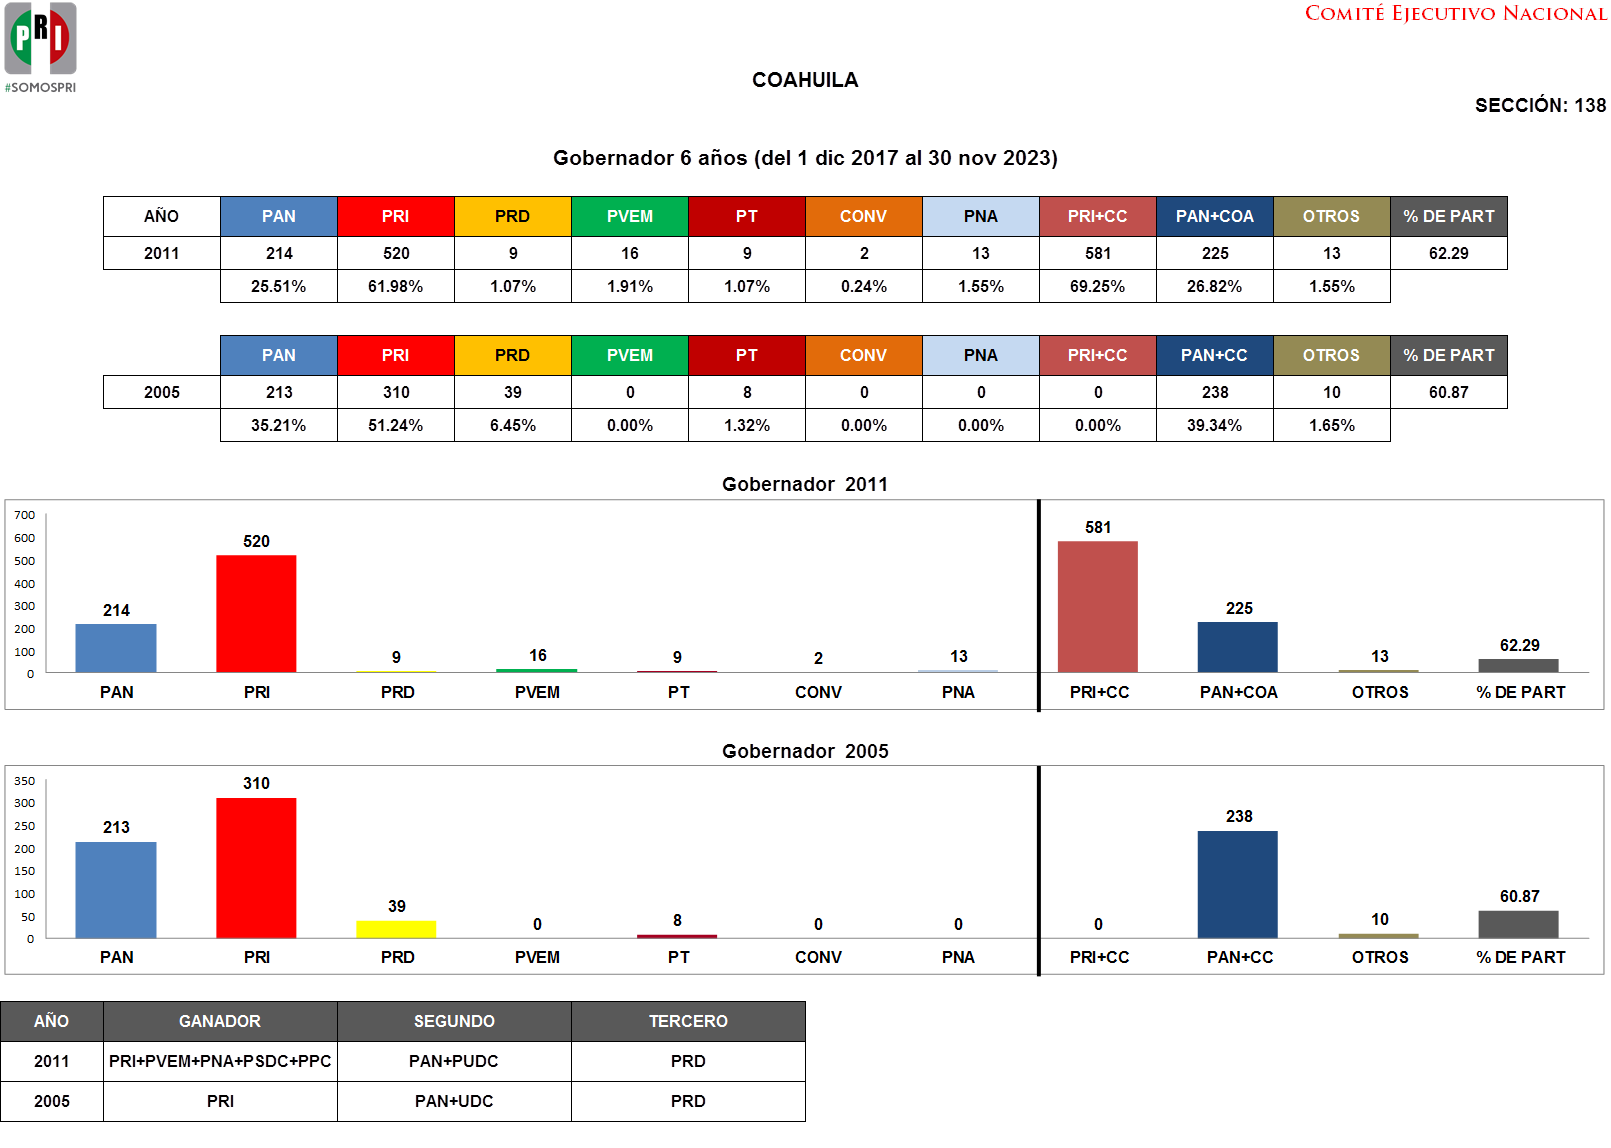 PRI
#SOMOSPRI
COMITÉ EJECUTIVO NACIONAL
COAHUILA
SECCIÓN: 138
Gobernador 6 años (del 1 dic 2017 al 30 nov 2023)
AÑO PAN PRI PRD PVEM PT CONV PNA PRI+CC PAN+COA OTROS % DE PART
2011 214 520 9 16 9 2 13 581 225 13 62.29
25.51% 61.98% 1.07% 1.91% 1.07% 0.24% 1.55% 69.25% 26.82% 1.55%
PAN PRI PRD PVEM PT CONV PNA PRI+CC PAN+CC OTROS % DE PART
2005 213 310 39 0 8 0 0 0 238 10 60.87
35.21% 51.24% 6.45% 0.00% 1.32% 0.00% 0.00% 0.00% 39.34% 1.65%
Gobernador 2011
700
600
500
400
300
200
100
0
214 520 9 16 9 2 13 581 225 13 62.29
PAN PRI PRD PVEM PT CONV PNA PRI+CC PAN+COA OTROS % DE PART
Gobernador 2005
350
300
250
200
150
100
50
0
213 310 39 0 8 0 0 0 238 10 60.87
PAN PRI PRD PVEM PT CONV PNA PRI+CC PAN+CC OTROS % DE PART
AÑO GANADOR SEGUNDO TERCERO
2011 PRI+PVEM+PNA+PSDC+PPC PAN+PUDC PRD
2005 PRI PAN+UDC PRD